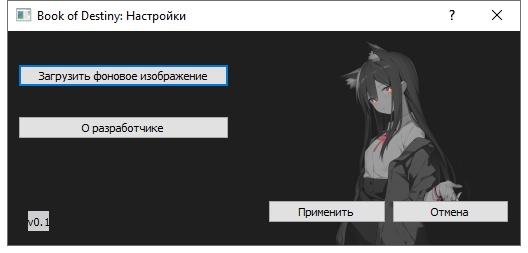 Book of Destiny: Настройки
Загрузить фоновое изображение
О разработчике
Применить
Отмена
v0.1